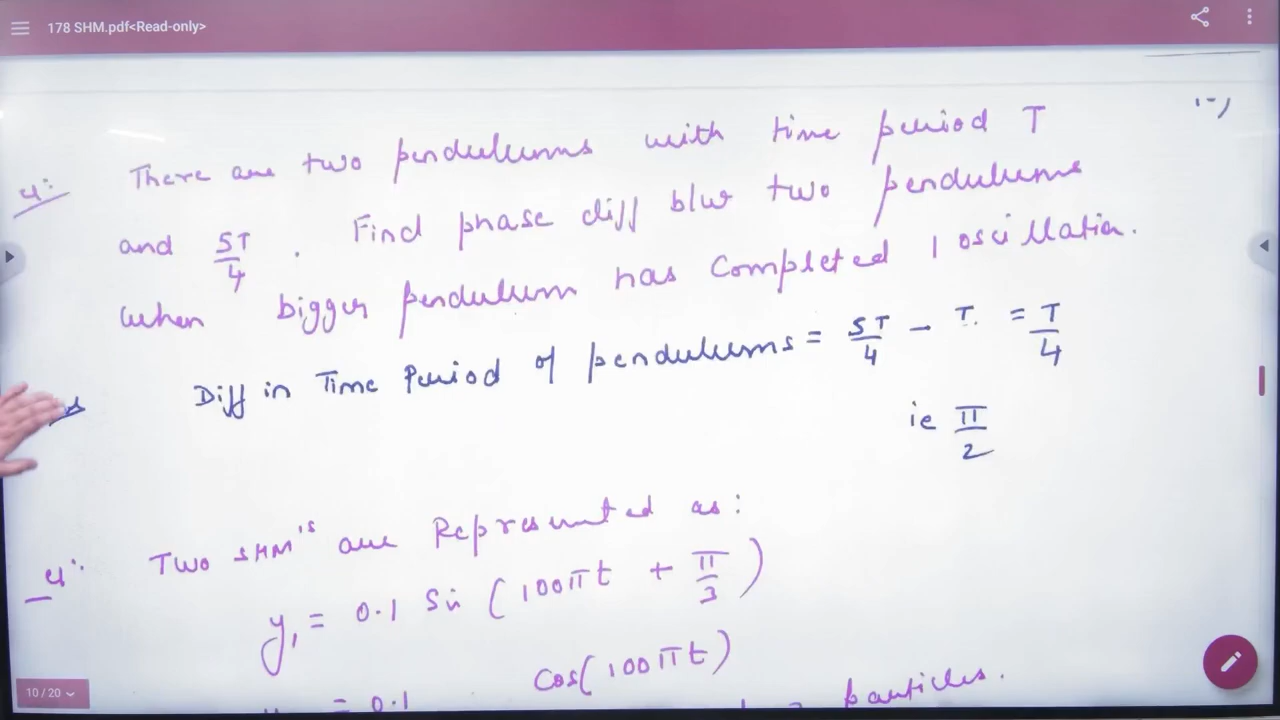 178 SHM.pdf<Read-only>
Q: There are two pendulums with time period T
and 5T/4 . Find phase diff b/w two pendulums
when bigger pendulum has completed 1 oscillation.
Diff in Time Period of pendulums = 5T/4 - T = T/4
ie π/2
Q: Two SHM's are Represented as:
y₁ = 0.1 Sin (100πt + π/3)
= 0.1 Cos(100πt)
particles.
10 / 20